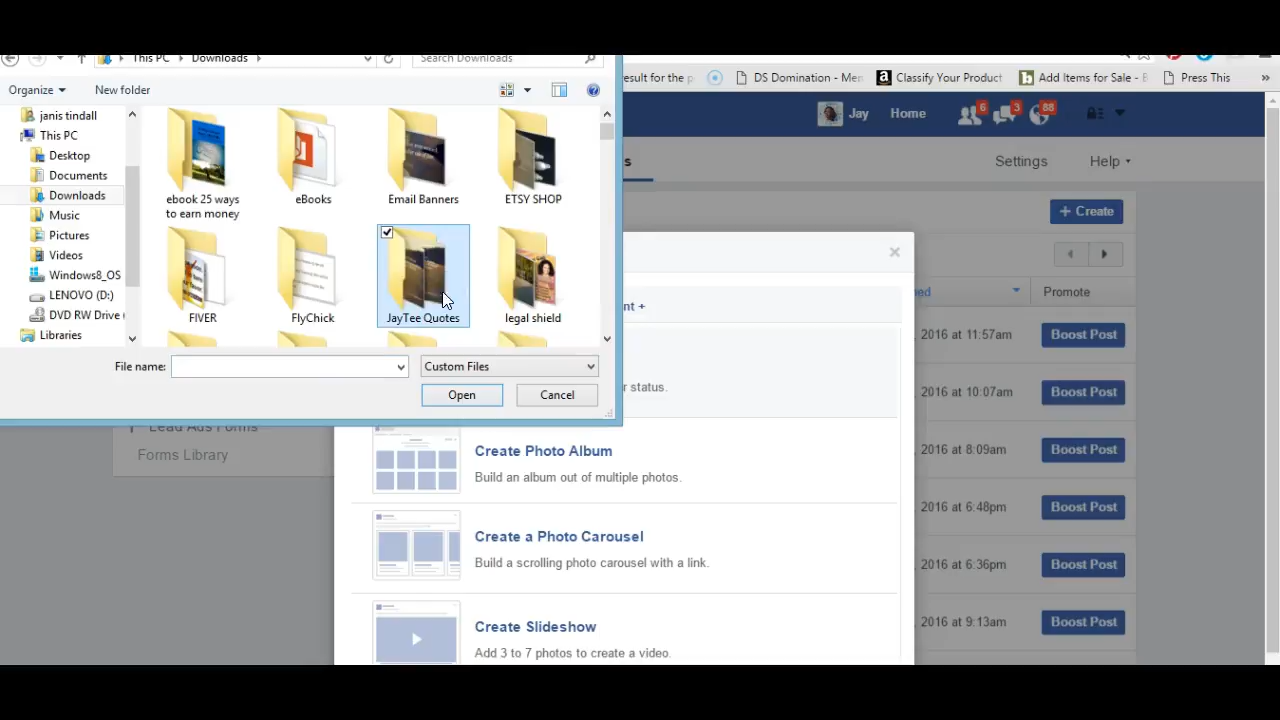 This PC
Downloads
Search Downloads
Organize
New folder
janis tindall
This PC
Desktop
Documents
Downloads
Music
Pictures
Videos
Windows8_OS
LENOVO (D:)
DVD RW Drive (
Libraries
ebook 25 ways
to earn money
eBooks
Email Banners
ETSY SHOP
FIVER
FlyChick
JayTee Quotes
legal shield
File name:
Custom Files
Open
Cancel
esult for the p
DS Domination - Men
Classify Your Product
Add Items for Sale - B
Press This
»
Jay
Home
6
3
88
s
Settings
Help
+ Create
ed
Promote
nt +
2016 at 11:57am
Boost Post
r status.
2016 at 10:07am
Boost Post
Lead Ads Forms
Forms Library
Create Photo Album
Build an album out of multiple photos.
2016 at 8:09am
Boost Post
2016 at 6:48pm
Boost Post
Create a Photo Carousel
Build a scrolling photo carousel with a link.
2016 at 6:36pm
Boost Post
Create Slideshow
Add 3 to 7 photos to create a video.
2016 at 9:13am
Boost Post